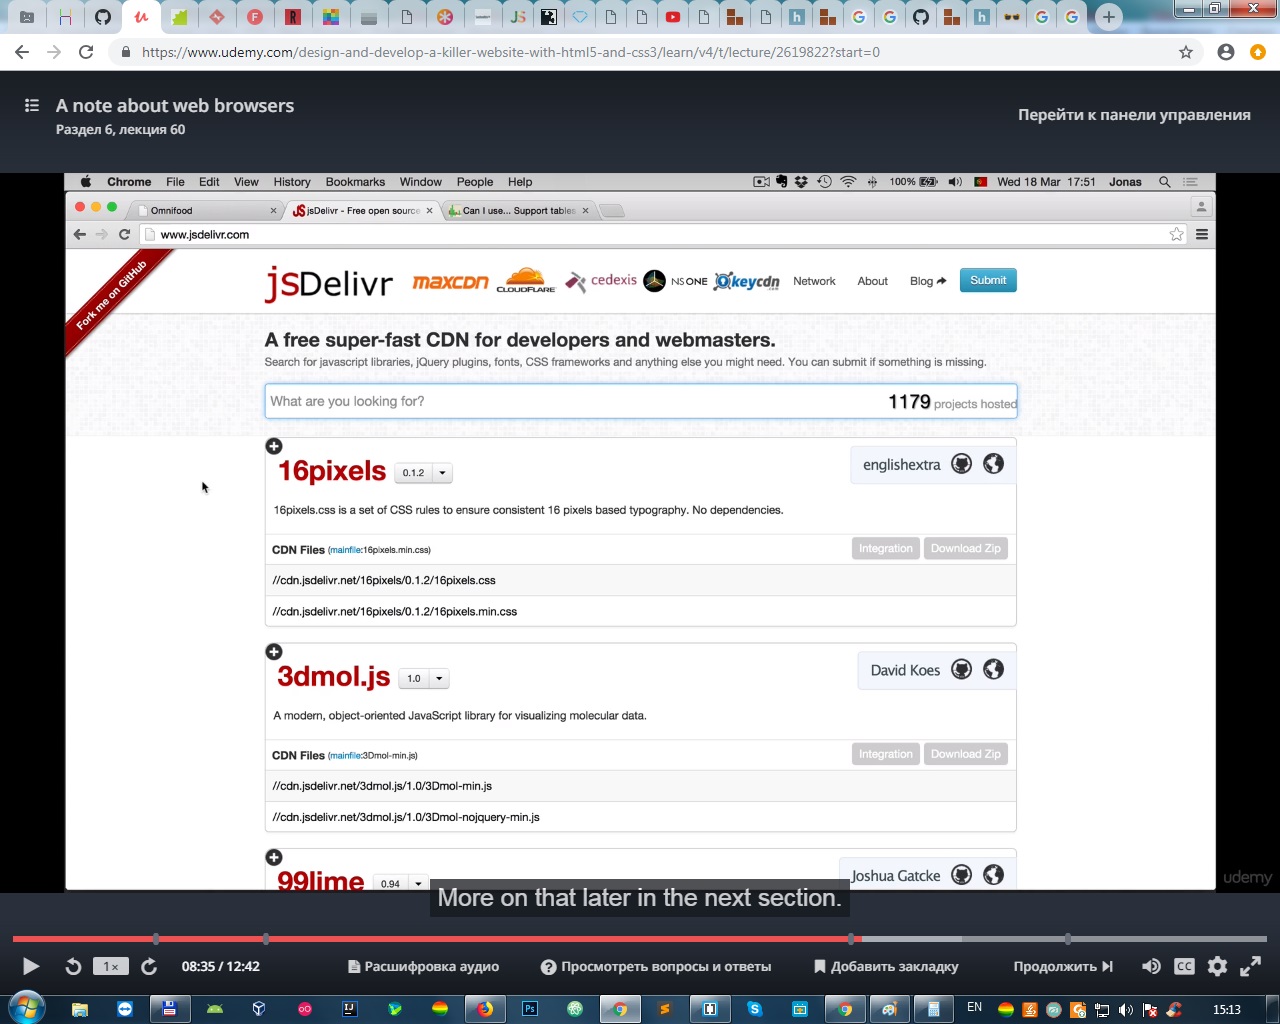 https://www.udemy.com/design-and-develop-a-killer-website-with-html5-and-css3/learn/v4/t/lecture/2619822?start=0
A note about web browsers
Раздел 6, лекция 60
Перейти к панели управления
Chrome File Edit View History Bookmarks Window People Help
100% Wed 18 Mar 17:51 Jonas
Omnifood
jsDelivr - Free open source
Can I use... Support tables
www.jsdelivr.com
Fork me on GitHub
jsDelivr maxcdn CLOUDFLARE cedexis NSONE keycdn.com Network About Blog Submit
A free super-fast CDN for developers and webmasters.
Search for javascript libraries, jQuery plugins, fonts, CSS frameworks and anything else you might need. You can submit if something is missing.
What are you looking for? 1179 projects hosted
16pixels 0.1.2 englishextra
16pixels.css is a set of CSS rules to ensure consistent 16 pixels based typography. No dependencies.
CDN Files (mainfile:16pixels.min.css) Integration Download Zip
//cdn.jsdelivr.net/16pixels/0.1.2/16pixels.css
//cdn.jsdelivr.net/16pixels/0.1.2/16pixels.min.css
3dmol.js 1.0 David Koes
A modern, object-oriented JavaScript library for visualizing molecular data.
CDN Files (mainfile:3Dmol-min.js) Integration Download Zip
//cdn.jsdelivr.net/3dmol.js/1.0/3Dmol-min.js
//cdn.jsdelivr.net/3dmol.js/1.0/3Dmol-nojquery-min.js
99lime 0.94 Joshua Gatcke
udemy
More on that later in the next section.
1× 08:35 / 12:42 Расшифровка аудио Просмотреть вопросы и ответы Добавить закладку Продолжить CC
EN 15:13